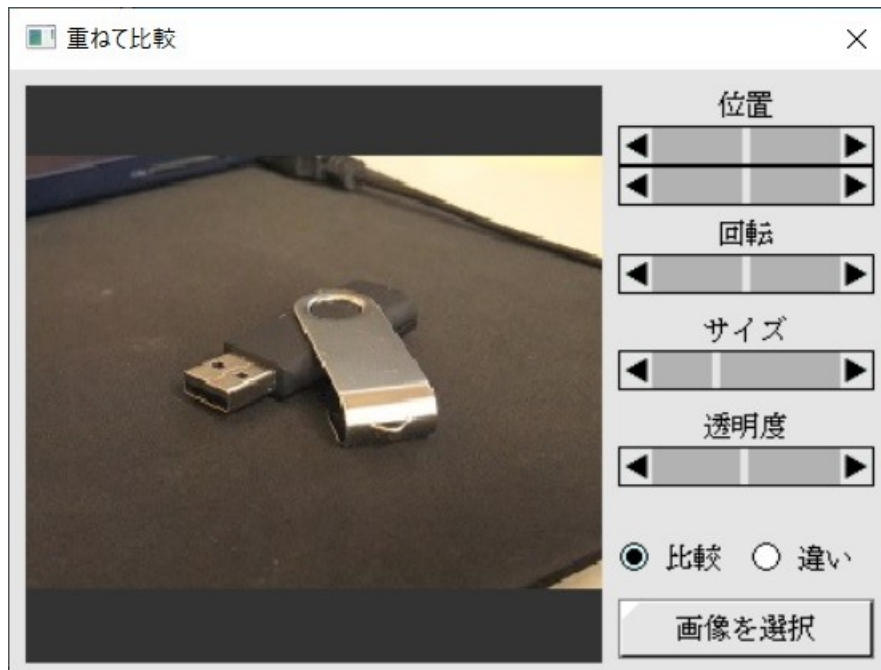 重ねて比較
位置
回転
サイズ
透明度
比較 違い
画像を選択